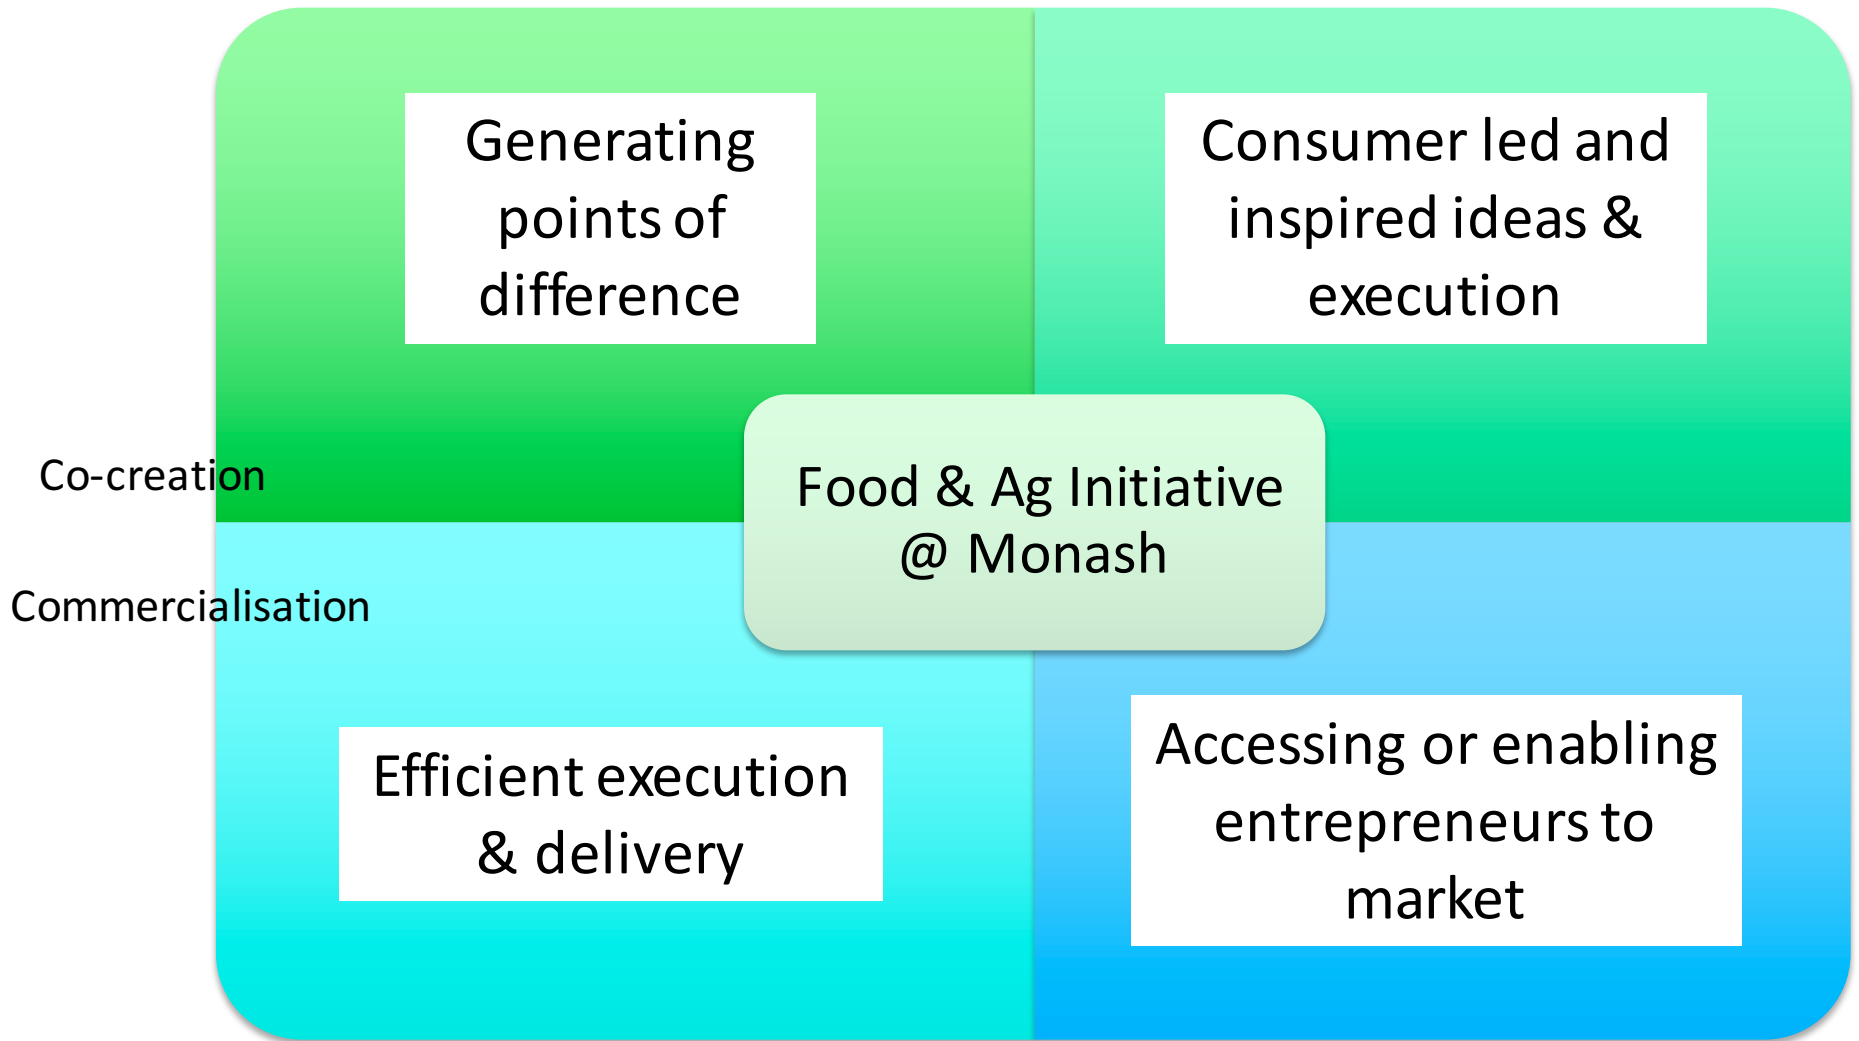 Generating
points of
difference
Consumer led and
inspired ideas &
execution
Co-creation
Food & Ag Initiative
@ Monash
Commercialisation
Efficient execution
& delivery
Accessing or enabling
entrepreneurs to
market